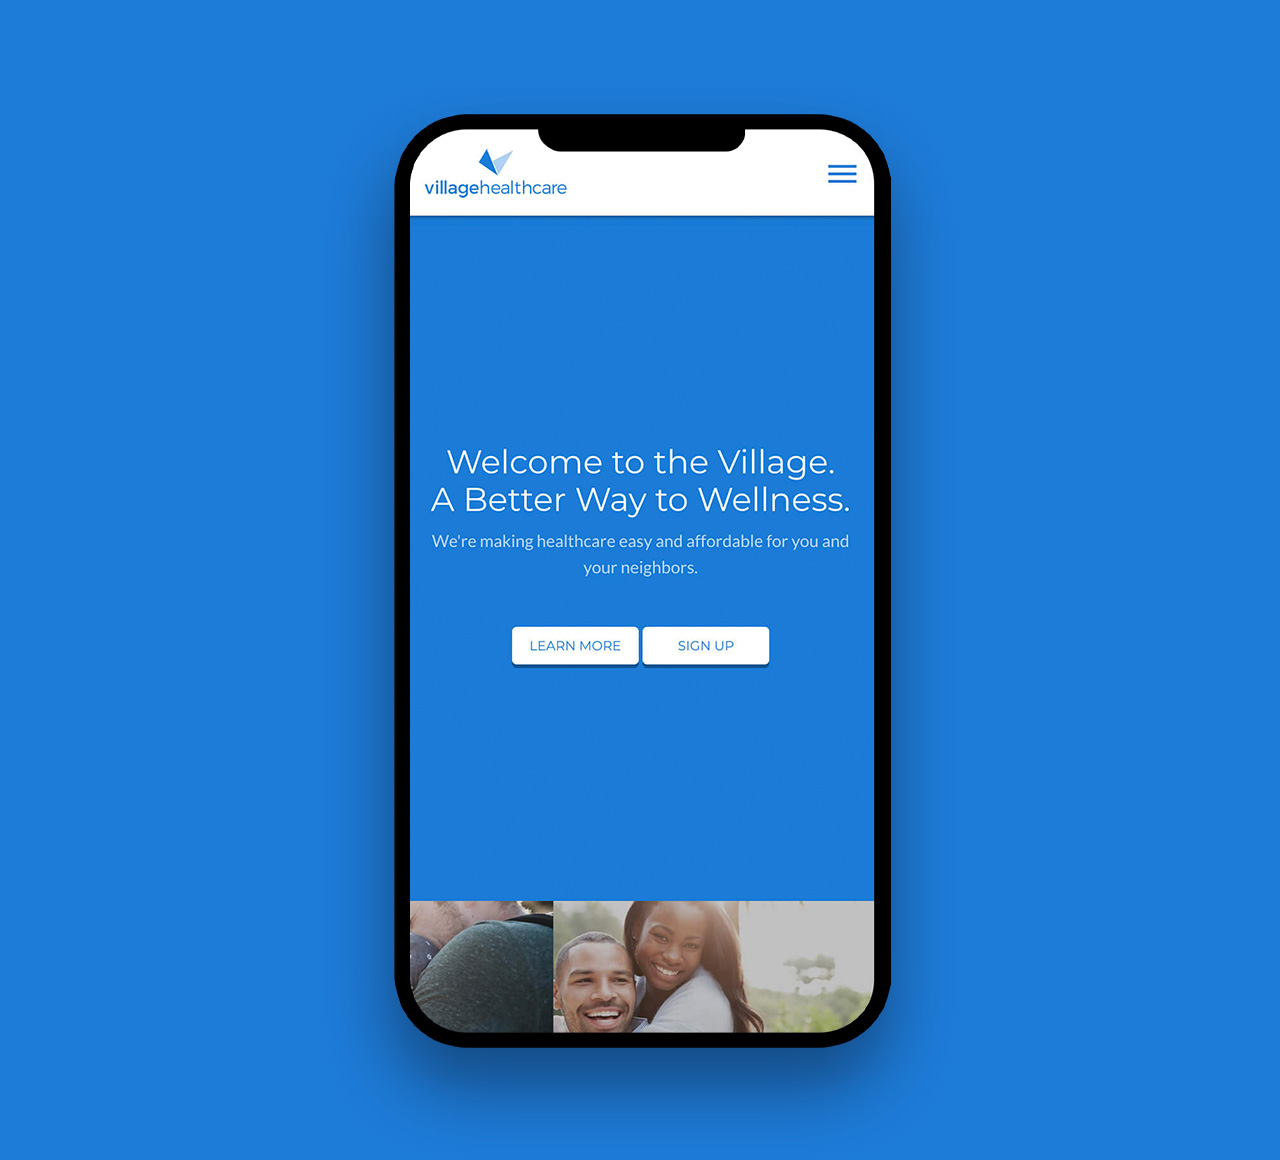 villagehealthcare
Welcome to the Village.
A Better Way to Wellness.
We're making healthcare easy and affordable for you and
your neighbors.
LEARN MORE
SIGN UP